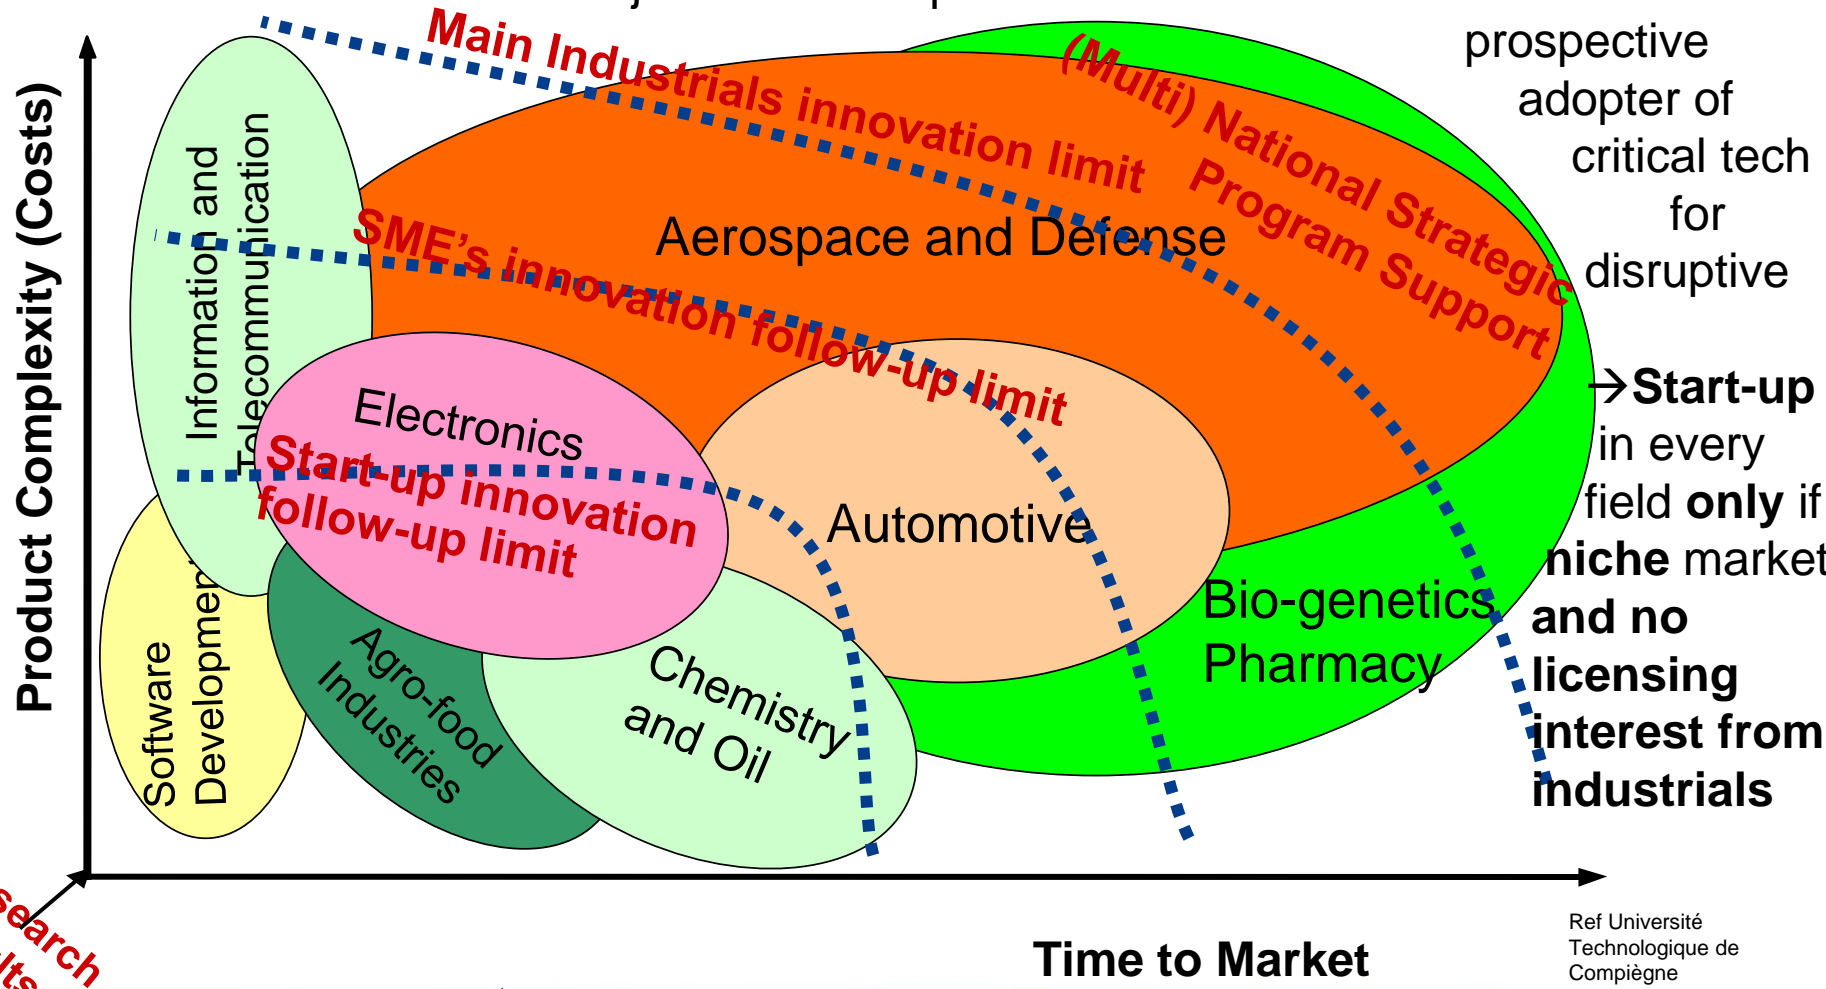 Product Complexity (Costs)
Main Industrials innovation limit
(Multi) National Strategic
Program Support
SME's innovation follow-up limit
Start-up innovation
follow-up limit
Information and
Telecommunication
Aerospace and Defense
Electronics
Automotive
Bio-genetics
Pharmacy
Software
Development
Agro-food
Industries
Chemistry
and Oil
prospective
adopter of
critical tech
for
disruptive
→Start-up
in every
field only if
niche market
and no
licensing
interest from
industrials
Time to Market
Ref Université
Technologique de
Compiègne